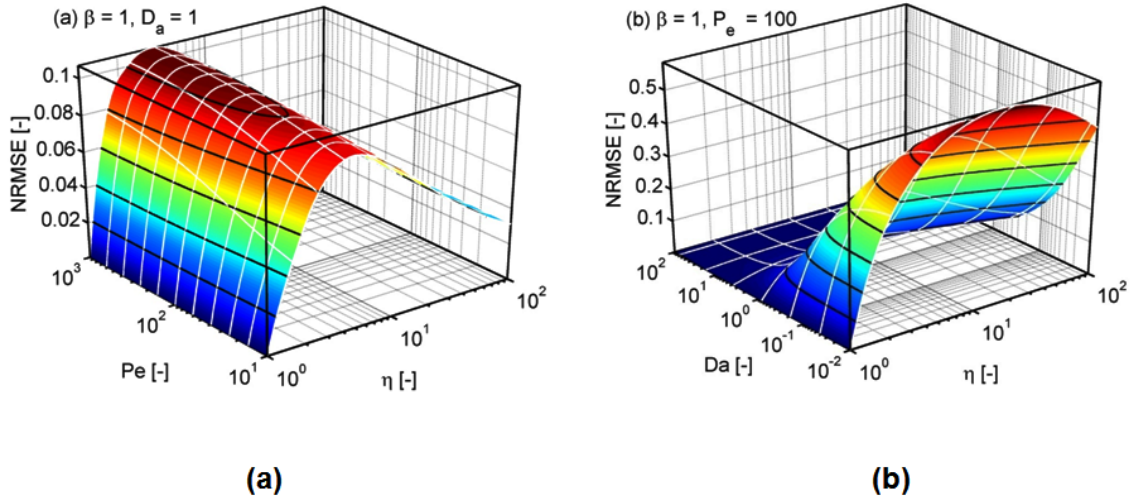 (a) β = 1, Dₐ = 1
NRMSE [-]
0.1
0.08
0.06
0.04
0.02
10³
10²
10¹
Pe [-]
10⁰
10¹
10²
η [-]
(a)
(b) β = 1, Pₑ = 100
NRMSE [-]
0.5
0.4
0.3
0.2
0.1
10²
10¹
10⁰
10⁻¹
10⁻²
Da [-]
10⁰
10¹
10²
η [-]
(b)